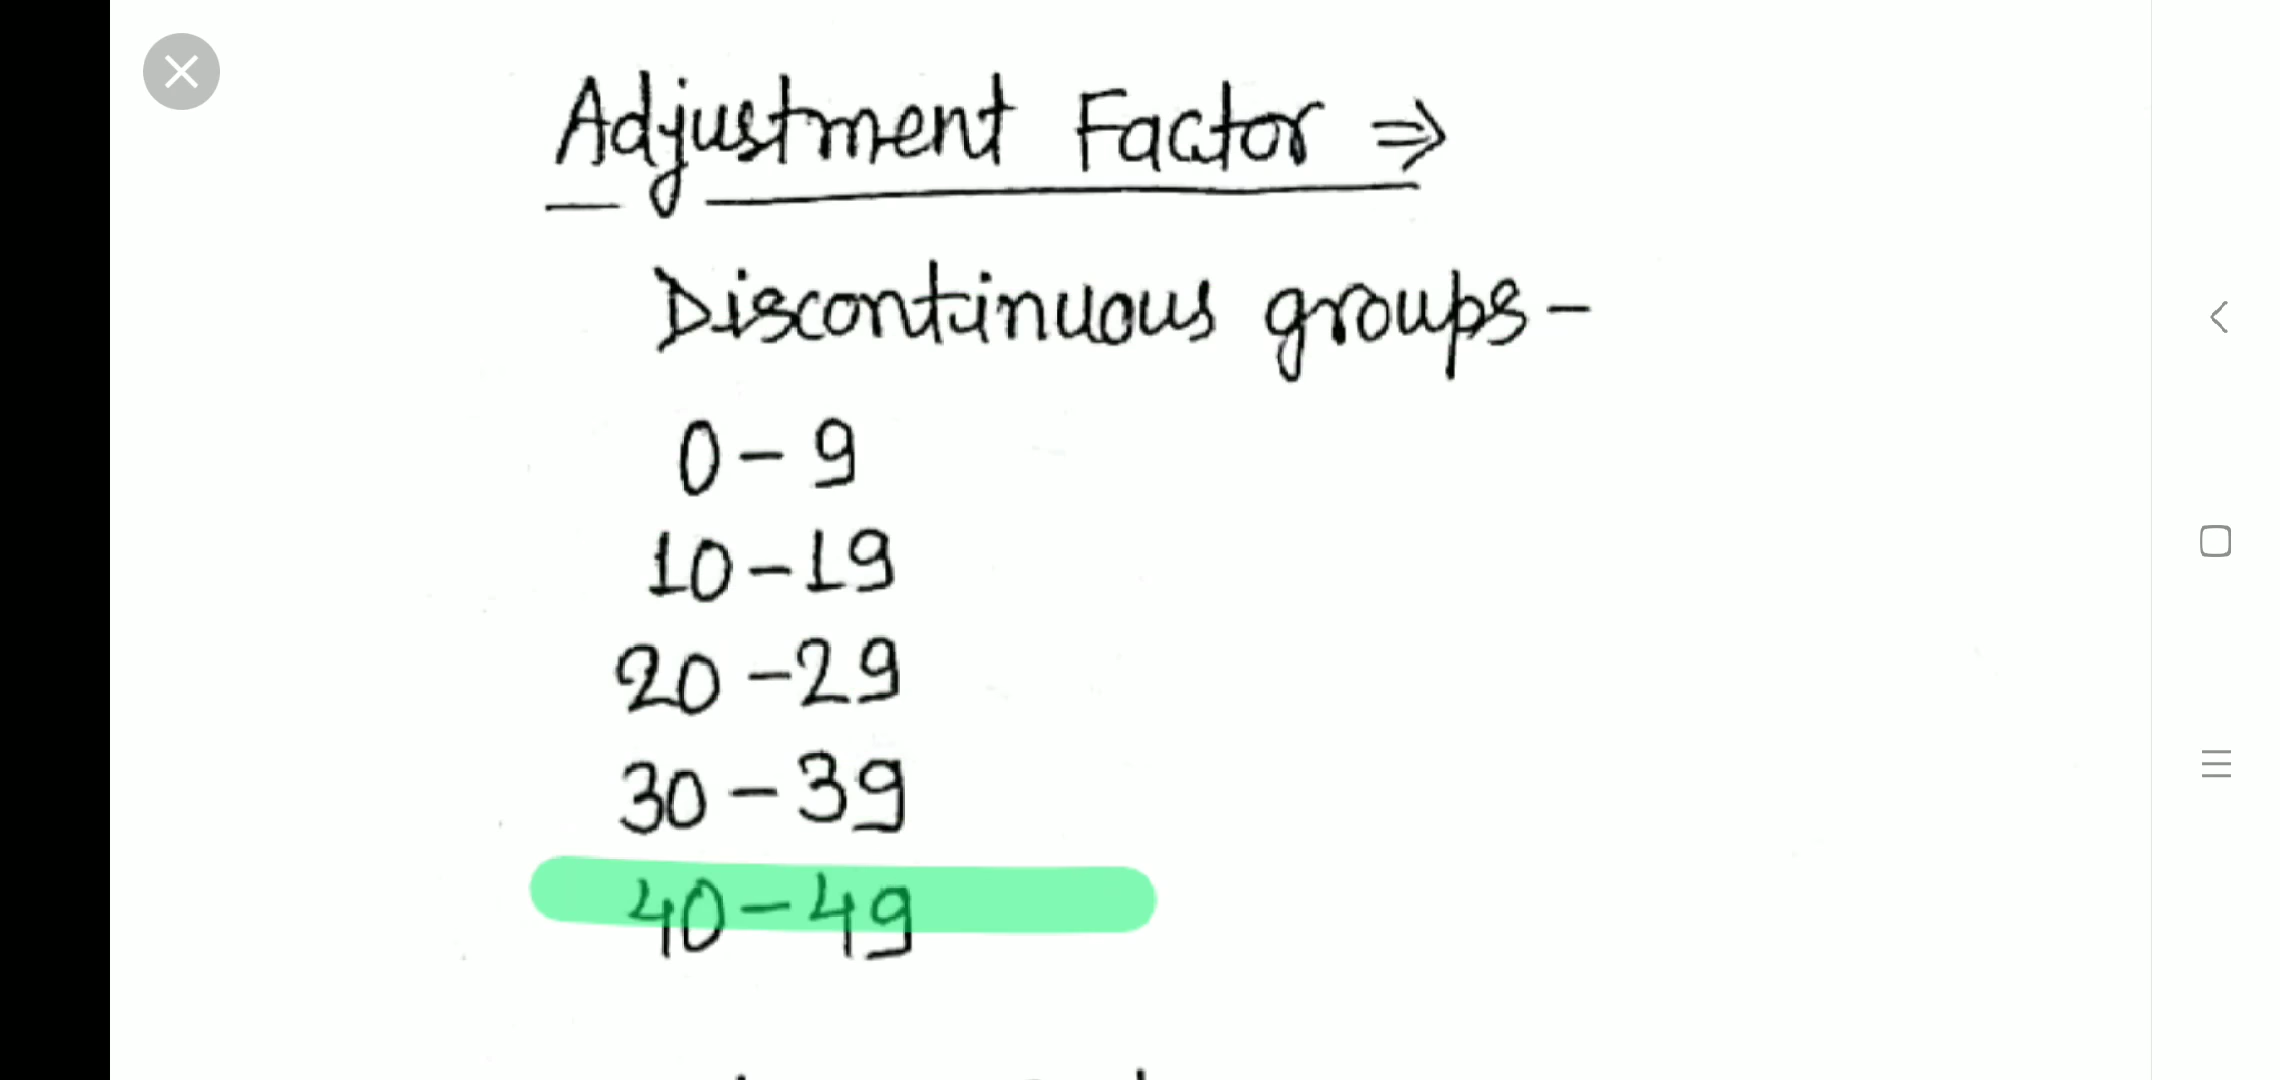 Adjustment Factor ⇒
Discontinuous groups -
0 - 9
10 - 19
20 - 29
30 - 39
40 - 49